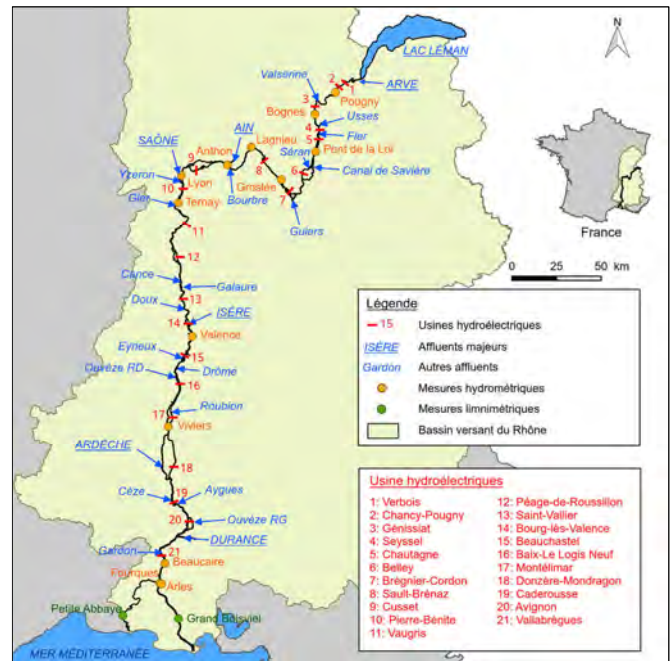 LAC LÉMAN
N
Valserine
2
1
ARVE
3
Pougny
Bognes
Usses
4
Fier
5
AIN
Lagnieu
SAÔNE
Anthon
Séran
Pont de la Loi
9
6
Canal de Savière
Yzeron
8
Lyon
Groslée
10
Bourbre
7
Gier
Ternay
Guiers
11
France
0 25 50 km
12
Cance
Galaure
Doux
13
ISÈRE
14
Valence
Eyrieux
15
Drôme
Ouvèze RD
16
Roubion
17
Viviers
ARDÈCHE
18
19
Cèze
Aygues
20
Ouvèze RG
DURANCE
Gardon
21
Beaucaire
Fourques
Arles
Petite Abbaye
Grand Boisviel
MER MÉDITERRANÉE
Légende
15 Usines hydroélectriques
ISÈRE Affluents majeurs
Gardon Autres affluents
Mesures hydrométriques
Mesures limnimétriques
Bassin versant du Rhône
Usine hydroélectriques
1: Verbois
2: Chancy-Pougny
3: Génissiat
4: Seyssel
5: Chautagne
6: Belley
7: Brégnier-Cordon
8: Sault-Brénaz
9: Cusset
10: Pierre-Bénite
11: Vaugris
12: Péage-de-Roussillon
13: Saint-Vallier
14: Bourg-lès-Valence
15: Beauchastel
16: Baix-Le Logis Neuf
17: Montélimar
18: Donzère-Mondragon
19: Caderousse
20: Avignon
21: Vallabrègues